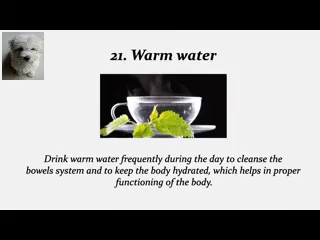 21. Warm water
Drink warm water frequently during the day to cleanse the
bowels system and to keep the body hydrated, which helps in proper
functioning of the body.